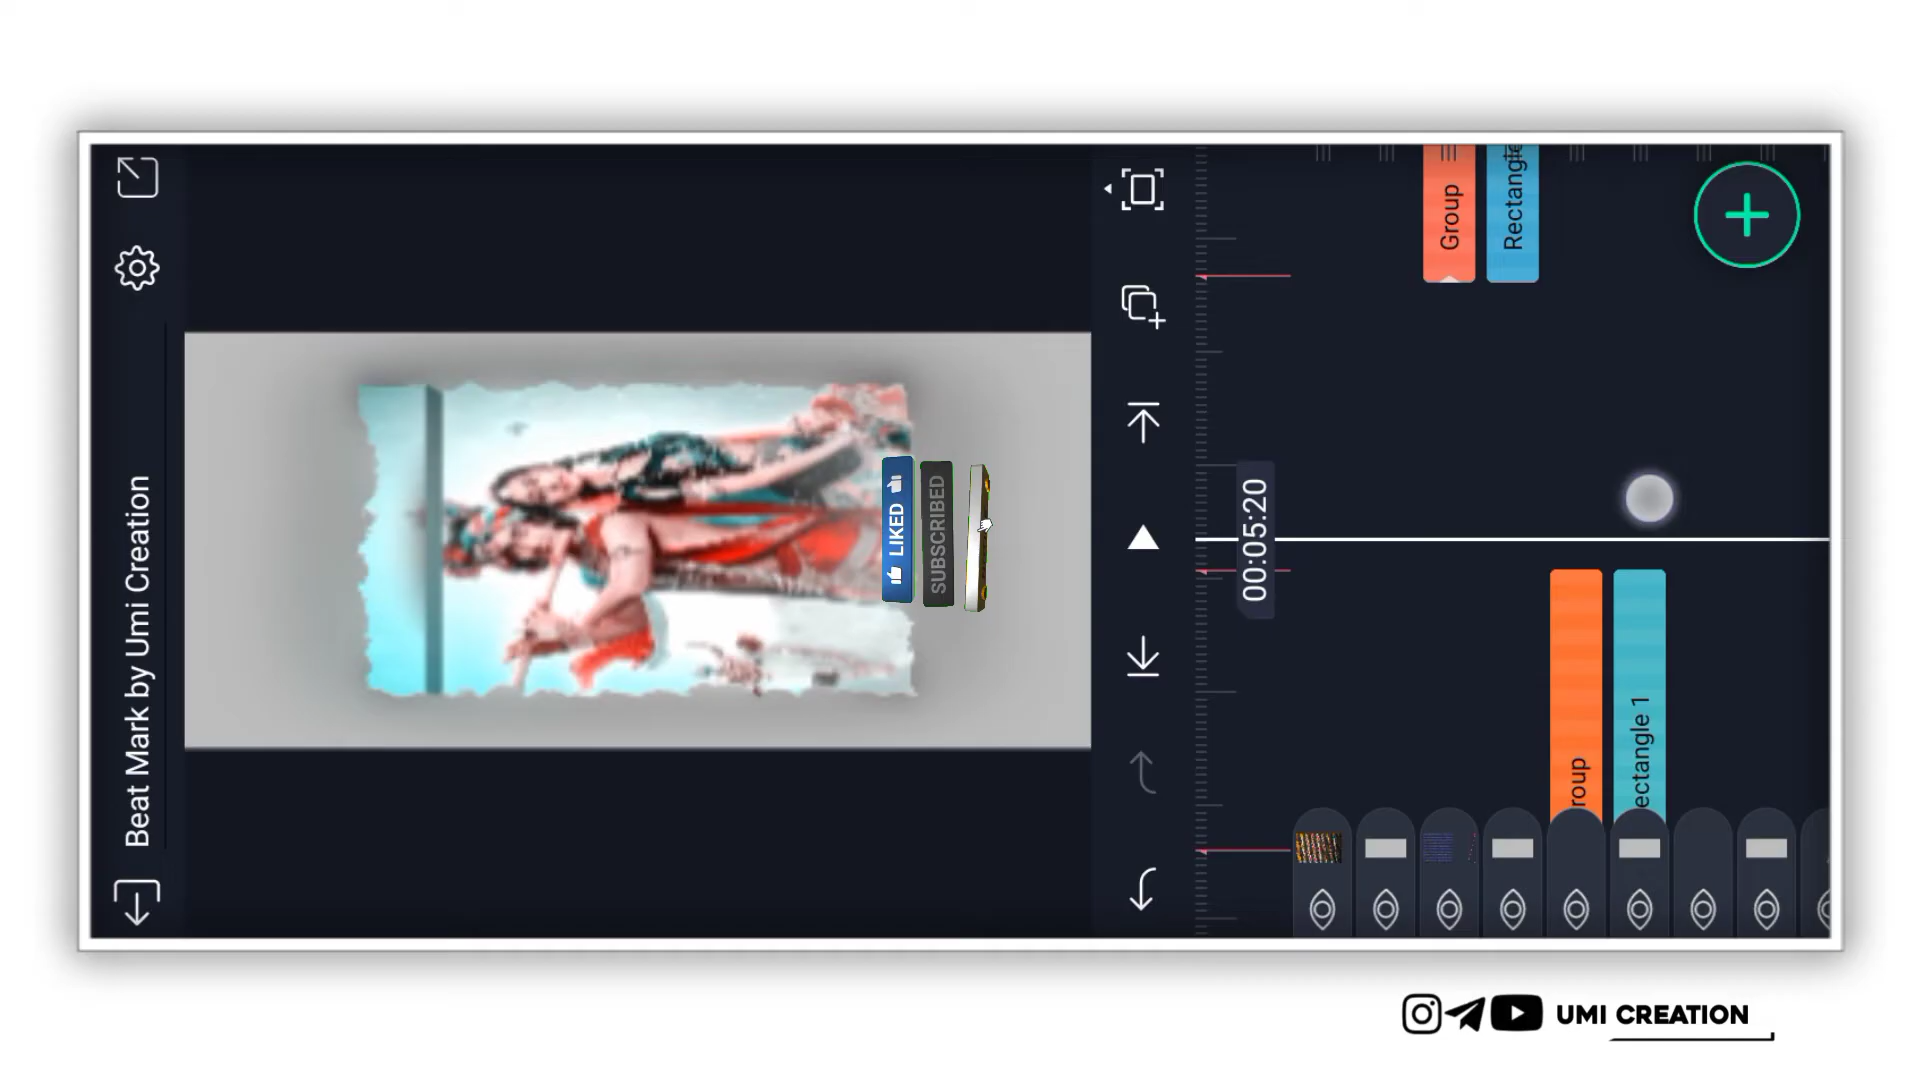 Beat Mark by Umi Creation
LIKED
SUBSCRIBED
00:05:20
Group
Rectangle
roup
ectangle 1
UMI CREATION